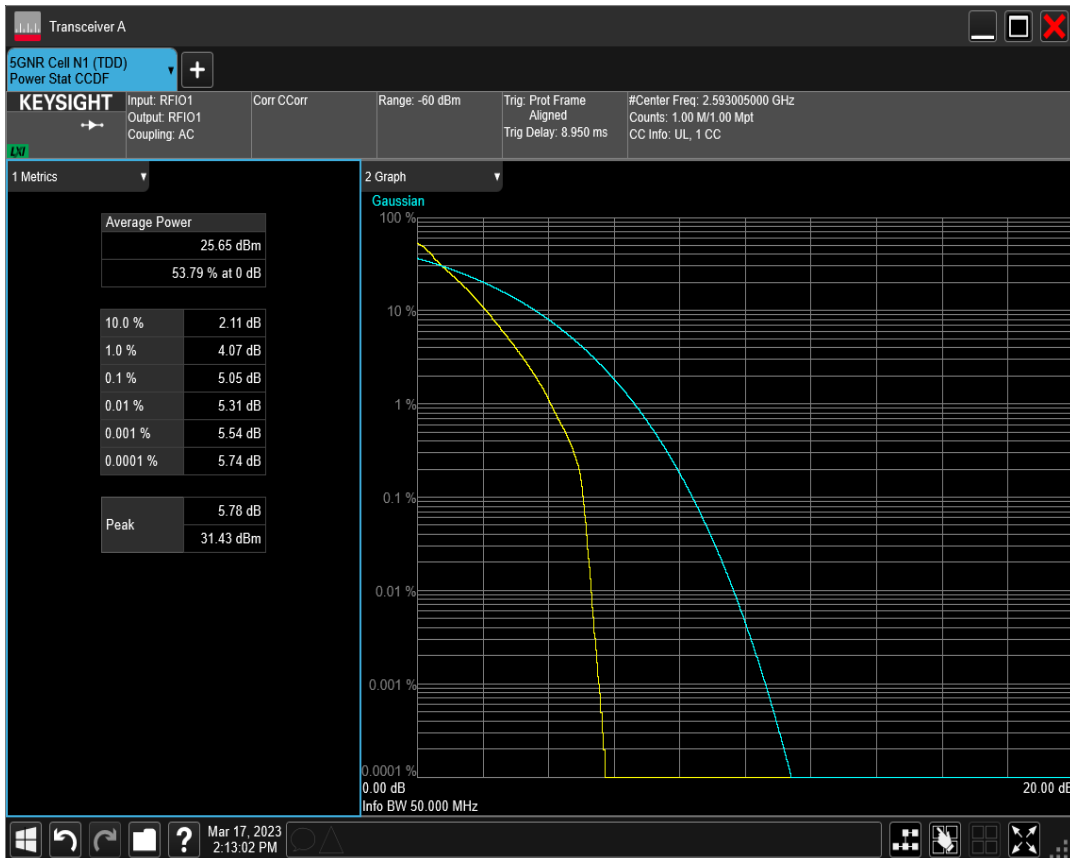 Transceiver A
5GNR Cell N1 (TDD)
Power Stat CCDF
+
KEYSIGHT
LXI
Input: RFIO1
Output: RFIO1
Coupling: AC
Corr CCorr
Range: -60 dBm
Trig: Prot Frame
Aligned
Trig Delay: 8.950 ms
#Center Freq: 2.593005000 GHz
Counts: 1.00 M/1.00 Mpt
CC Info: UL, 1 CC
1 Metrics
Average Power
25.65 dBm
53.79 % at 0 dB
10.0 % 2.11 dB
1.0 % 4.07 dB
0.1 % 5.05 dB
0.01 % 5.31 dB
0.001 % 5.54 dB
0.0001 % 5.74 dB
Peak 5.78 dB
31.43 dBm
2 Graph
Gaussian
100 %
10 %
1 %
0.1 %
0.01 %
0.001 %
0.0001 %
0.00 dB 20.00 dB
Info BW 50.000 MHz
?
Mar 17, 2023
2:13:02 PM